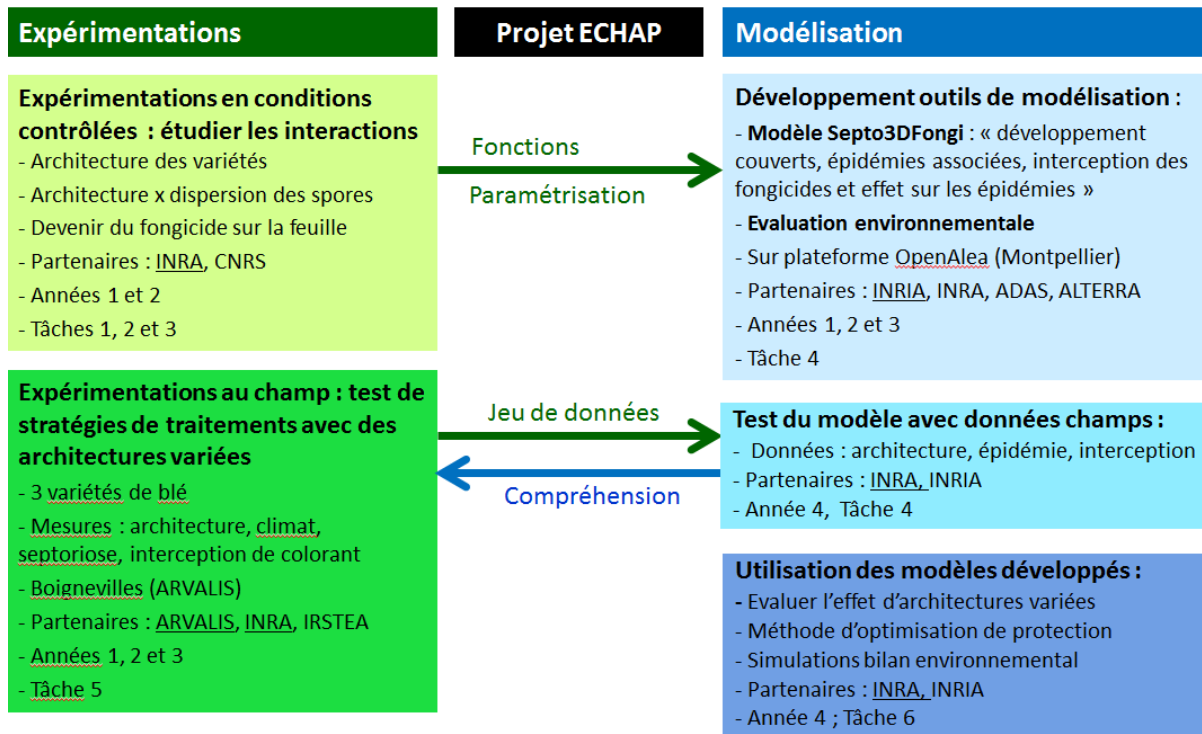 Expérimentations
Projet ECHAP
Modélisation
Expérimentations en conditions
contrôlées : étudier les interactions
- Architecture des variétés
- Architecture x dispersion des spores
- Devenir du fongicide sur la feuille
- Partenaires : INRA, CNRS
- Années 1 et 2
- Tâches 1, 2 et 3
Fonctions
Paramétrisation
Développement outils de modélisation :
- Modèle Septo3DFongi : « développement
couverts, épidémies associées, interception des
fongicides et effet sur les épidémies »
- Evaluation environnementale
- Sur plateforme OpenAlea (Montpellier)
- Partenaires : INRIA, INRA, ADAS, ALTERRA
- Années 1, 2 et 3
- Tâche 4
Expérimentations au champ : test de
stratégies de traitements avec des
architectures variées
- 3 variétés de blé
- Mesures : architecture, climat,
septoriose, interception de colorant
- Boignevilles (ARVALIS)
- Partenaires : ARVALIS, INRA, IRSTEA
- Années 1, 2 et 3
- Tâche 5
Jeu de données
Compréhension
Test du modèle avec données champs :
- Données : architecture, épidémie, interception
- Partenaires : INRA, INRIA
- Année 4, Tâche 4
Utilisation des modèles développés :
- Evaluer l'effet d'architectures variées
- Méthode d'optimisation de protection
- Simulations bilan environmental
- Partenaires : INRA, INRIA
- Année 4 ; Tâche 6